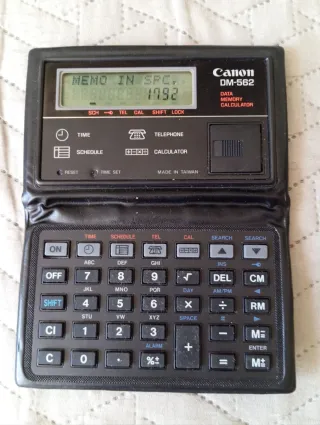 MEMO IN SPC.
1792
Canon
DM-562
DATA
MEMORY
CALCULATOR
TEL CAL SHIFT LOCK
TIME
TELEPHONE
SCHEDULE
CALCULATOR
RESET TIME SET MADE IN TAIWAN
TIME SCHEDULE TEL CAL SEARCH SEARCH
ON ▲ ▼
ABC DEF GHI INS ◀
OFF 7 8 9 √ DEL CM
JKL MNO PQR DAY AM/PM ▶
SHIFT 4 5 6 × ÷ RM
STU VW XYZ SPACE
CI 1 2 3 + − M=
ALARM ENTER
C 0 · %± = M±